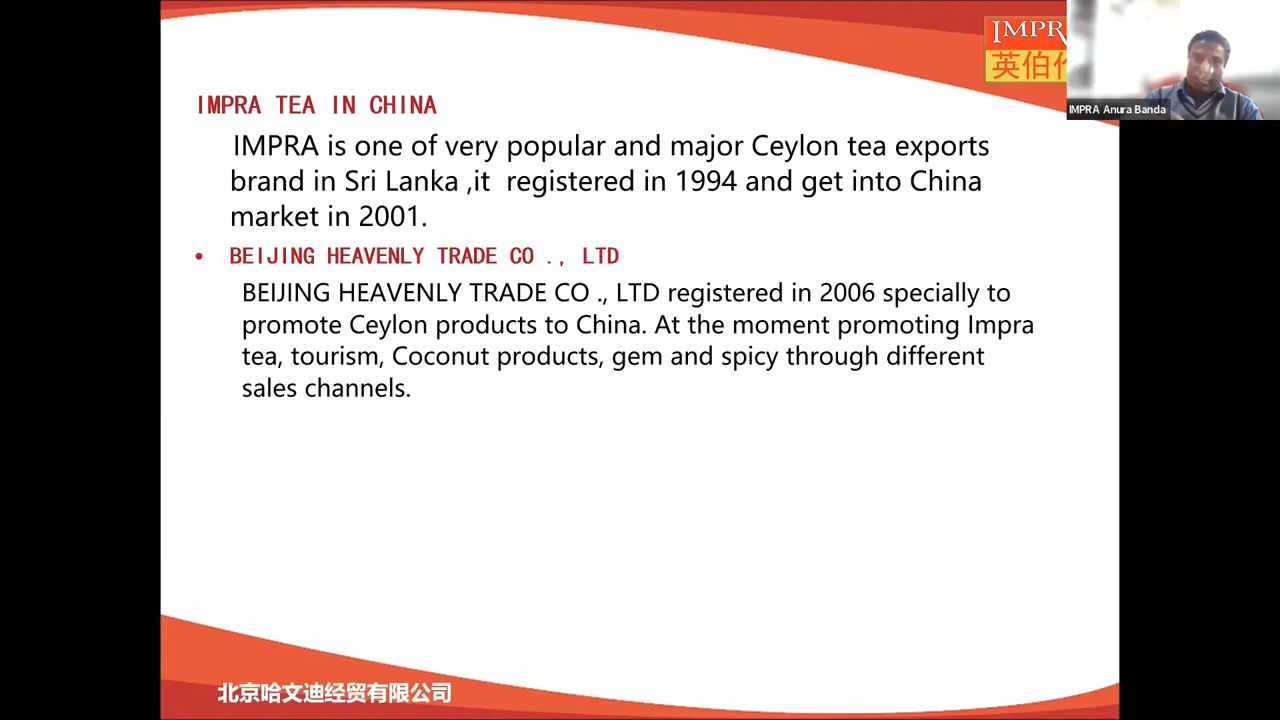 IMPRA
英伯
IMPRA Anura Banda
IMPRA TEA IN CHINA
IMPRA is one of very popular and major Ceylon tea exports
brand in Sri Lanka ,it registered in 1994 and get into China
market in 2001.
• BEIJING HEAVENLY TRADE CO ., LTD
BEIJING HEAVENLY TRADE CO ., LTD registered in 2006 specially to
promote Ceylon products to China. At the moment promoting Impra
tea, tourism, Coconut products, gem and spicy through different
sales channels.
北京哈文迪经贸有限公司